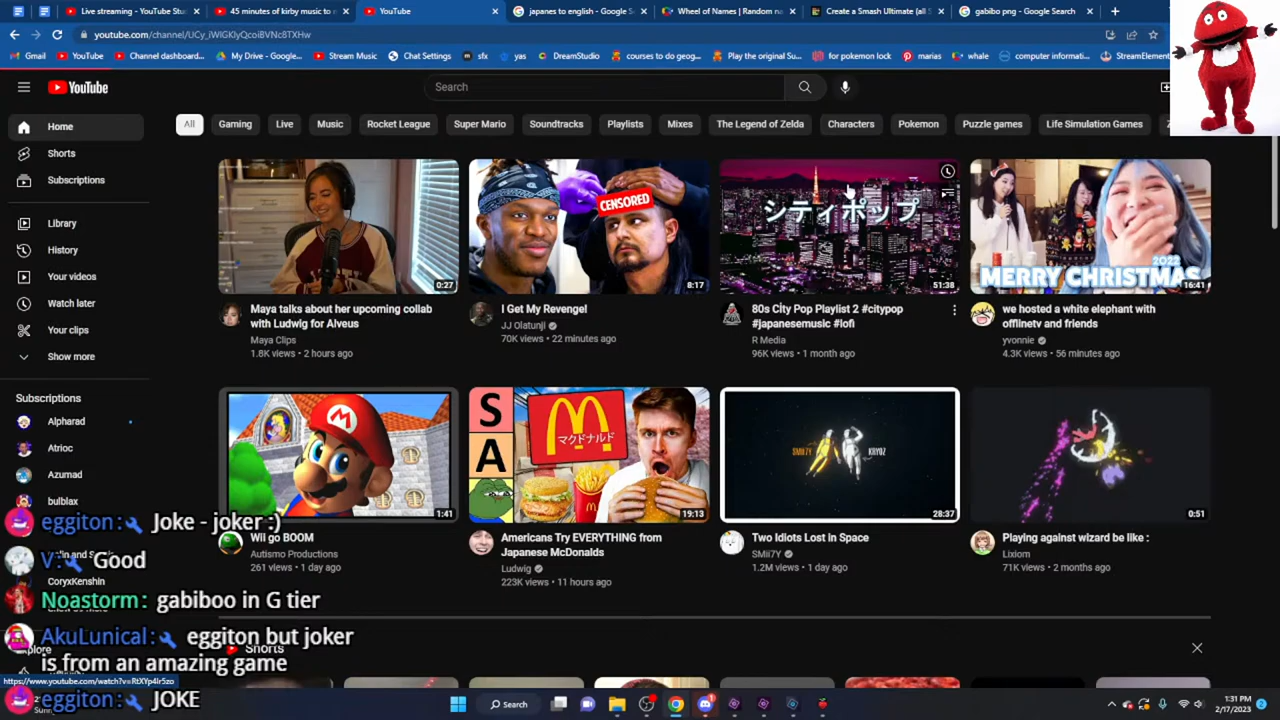 Live streaming - YouTube Stu
45 minutes of kirby music to r
YouTube
japanes to english - Google S
Wheel of Names | Random na
Create a Smash Ultimate (all
gabibo png - Google Search
youtube.com/channel/UCy_iWIGKlyQcoiBVNc8TXHw
Gmail
YouTube
Channel dashboard...
My Drive - Google...
Stream Music
Chat Settings
sfx
yas
DreamStudio
courses to do geog...
Play the original Su...
for pokemon lock
marias
whale
computer informati...
StreamElem
YouTube
Search
Home
Shorts
Subscriptions
Library
History
Your videos
Watch later
Your clips
Show more
Subscriptions
Alpharad
Atrioc
Azumad
bulblax
CoryxKenshin
All
Gaming
Live
Music
Rocket League
Super Mario
Soundtracks
Playlists
Mixes
The Legend of Zelda
Characters
Pokemon
Puzzle games
Life Simulation Games
0:27
Maya talks about her upcoming collab
with Ludwig for Alveus
Maya Clips
1.8K views • 2 hours ago
CENSORED
8:17
I Get My Revenge!
JJ Olatunji
70K views • 22 minutes ago
シティポップ
51:38
80s City Pop Playlist 2 #citypop
#japanesemusic #lofi
R Media
96K views • 1 month ago
2022
MERRY CHRISTMAS
16:41
we hosted a white elephant with
offlinetv and friends
yvonnie
4.3K views • 56 minutes ago
M
1:41
Wii go BOOM
Autismo Productions
261 views • 1 day ago
S
A
マクドナルド
19:13
Americans Try EVERYTHING from
Japanese McDonalds
Ludwig
223K views • 11 hours ago
SMII7Y
KRYOZ
28:37
Two Idiots Lost in Space
SMii7Y
1.2M views • 1 day ago
0:51
Playing against wizard be like :
Lixiom
71K views • 2 months ago
Shorts
eggiton: Joke - joker :)
V: Good
Noastorm: gabiboo in G tier
AkuLunical: eggiton but joker
is from an amazing game
eggiton: JOKE
https://www.youtube.com/watch?v=RtXYp4Ir5zo
Search
1:31 PM
2/17/2023